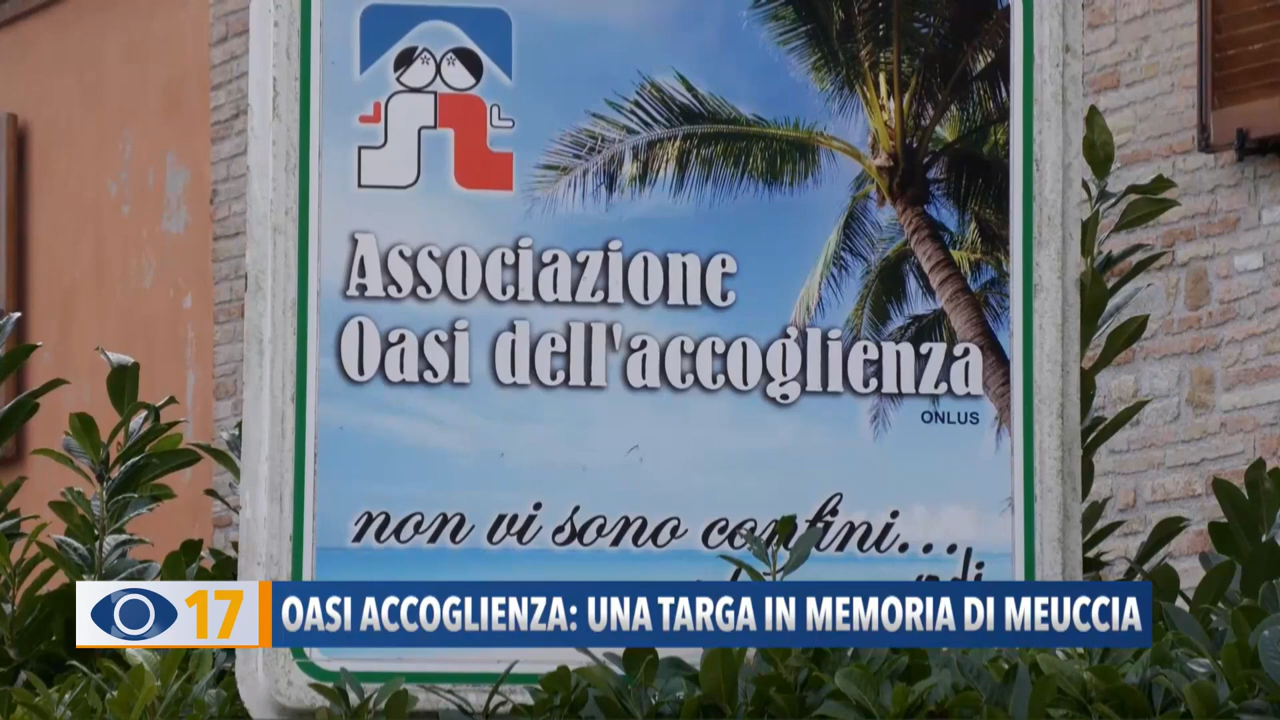 Associazione
Oasi dell'accoglienza
ONLUS
non vi sono confini...
17
OASI ACCOGLIENZA: UNA TARGA IN MEMORIA DI MEUCCIA